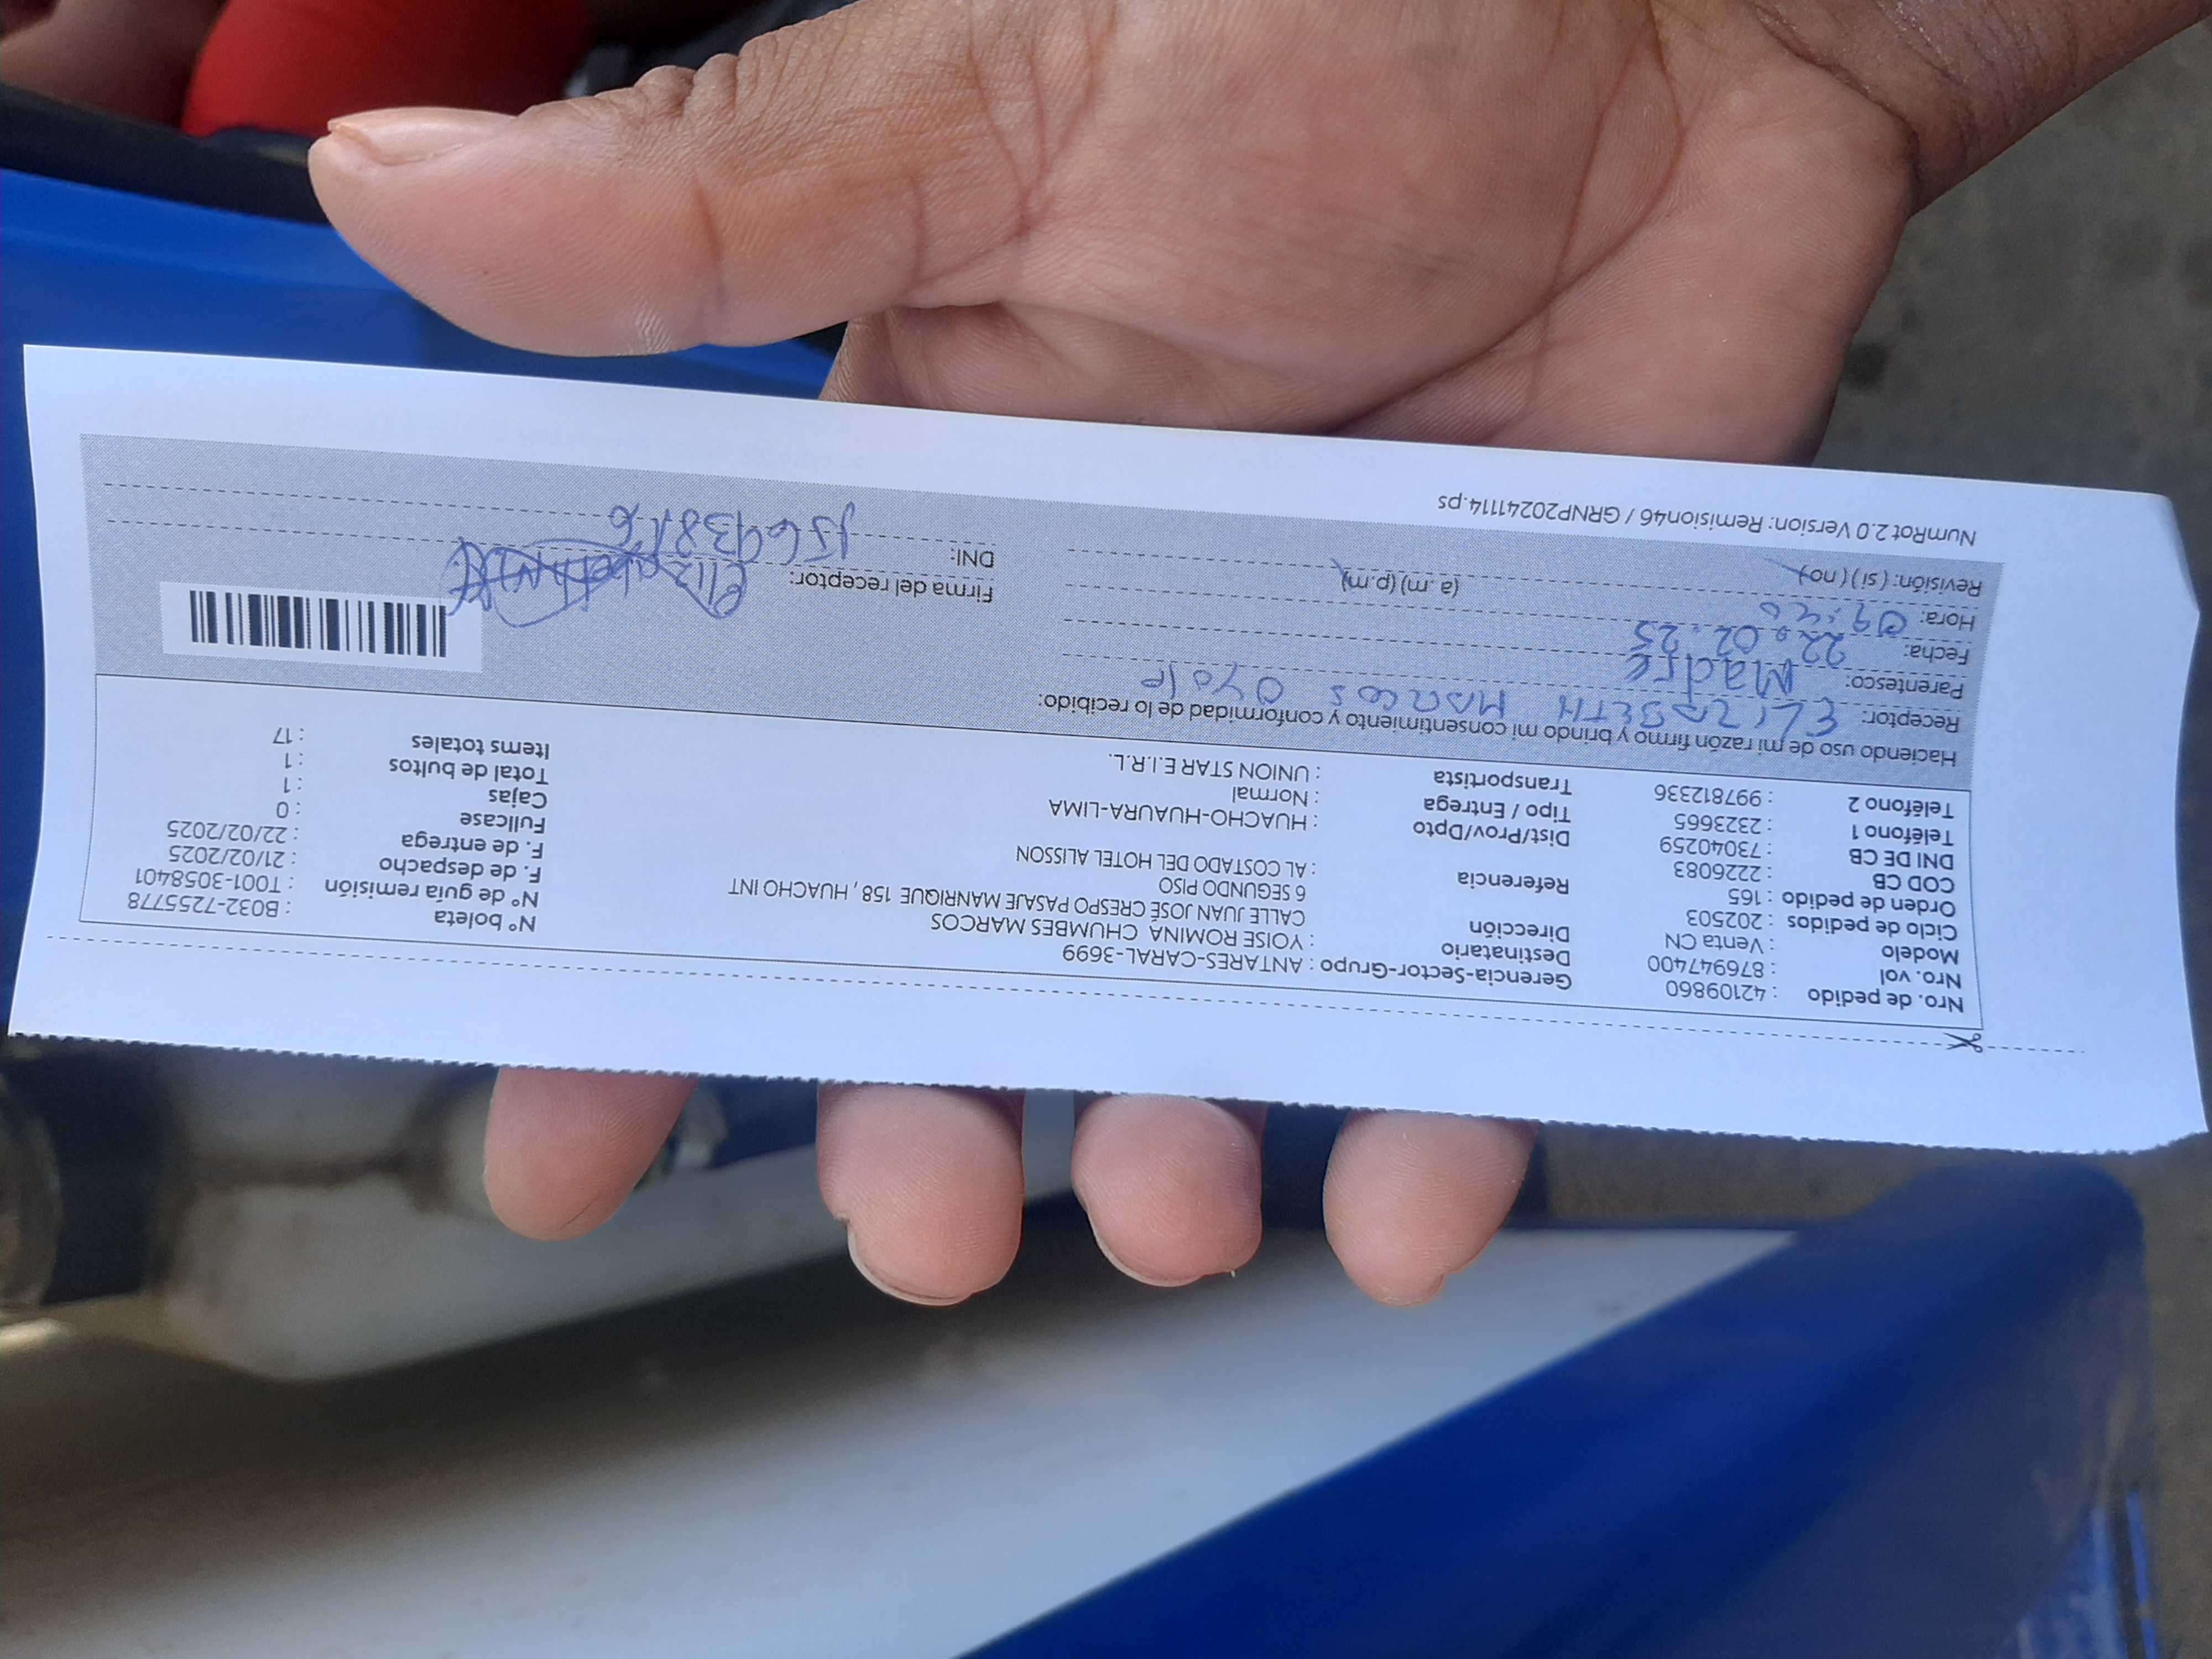 Nro. de pedido : 42109860
Nro. vol : 876947400
Modelo : Venta CN
Ciclo de pedidos : 202503
Orden de pedido : 165
COD CB : 2226083
DNI DE CB : 73040259
Teléfono 1 : 2323665
Teléfono 2 : 997812336
Gerencia-Sector-Grupo : ANTARES-CARAL-3699
Destinatario : YOISE ROMINA CHUMBES MARCOS
Dirección : CALLE JUAN JOSÉ CRESPO PASAJE MANRIQUE 158, HUACHO INT
6 SEGUNDO PISO
Referencia : AL COSTADO DEL HOTEL ALISSON
Dist/Prov/Dpto : HUACHO-HUAURA-LIMA
Tipo / Entrega : Normal
Transportista : UNION STAR E.I.R.L.
N° boleta : B032-7255778
N° de guía remisión : T001-3058401
F. de despacho : 21/02/2025
F. de entrega : 22/02/2025
Fullcase : 0
Cajas : 1
Total de bultos : 1
Items totales : 17
Haciendo uso de mi razón firmo y brindo mi consentimiento y conformidad de lo recibido:
Receptor: ELIZABETH MARCOS
Parentesco: Madre
Fecha: 22.02.25
Hora: (a.m) (p.m)
Revisión: (si) (no)
Firma del receptor: Elizabeth
DNI:
NumRot 2.0 Version: Remision46 / GRNP20241114.ps